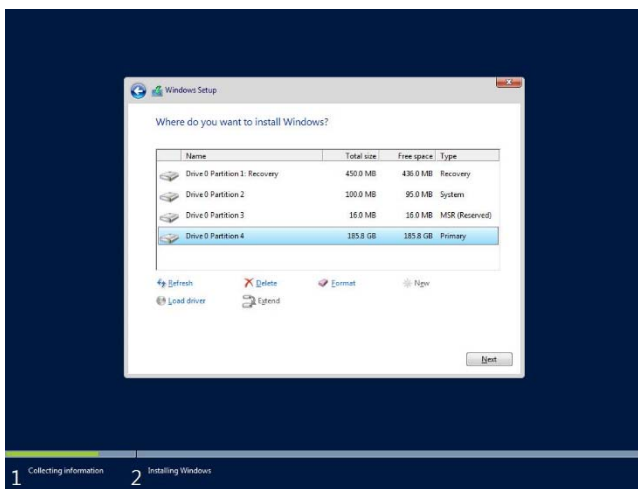 Windows Setup
Where do you want to install Windows?
Name Total size Free space Type
Drive 0 Partition 1: Recovery 450.0 MB 436.0 MB Recovery
Drive 0 Partition 2 100.0 MB 95.0 MB System
Drive 0 Partition 3 16.0 MB 16.0 MB MSR (Reserved)
Drive 0 Partition 4 185.8 GB 185.8 GB Primary
Refresh Delete Format New
Load driver Extend
Next
1 Collecting information 2 Installing Windows